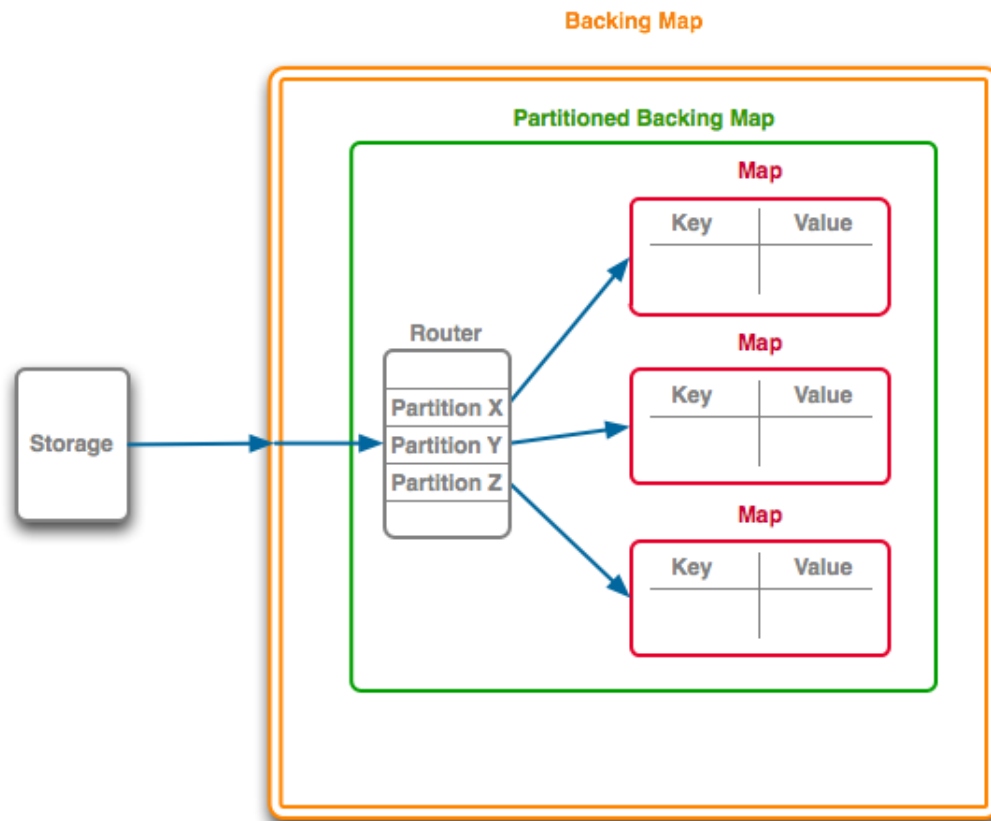 Backing Map
Partitioned Backing Map
Map
Key Value
Router
Map
Partition X
Key Value
Storage
Partition Y
Partition Z
Map
Key Value